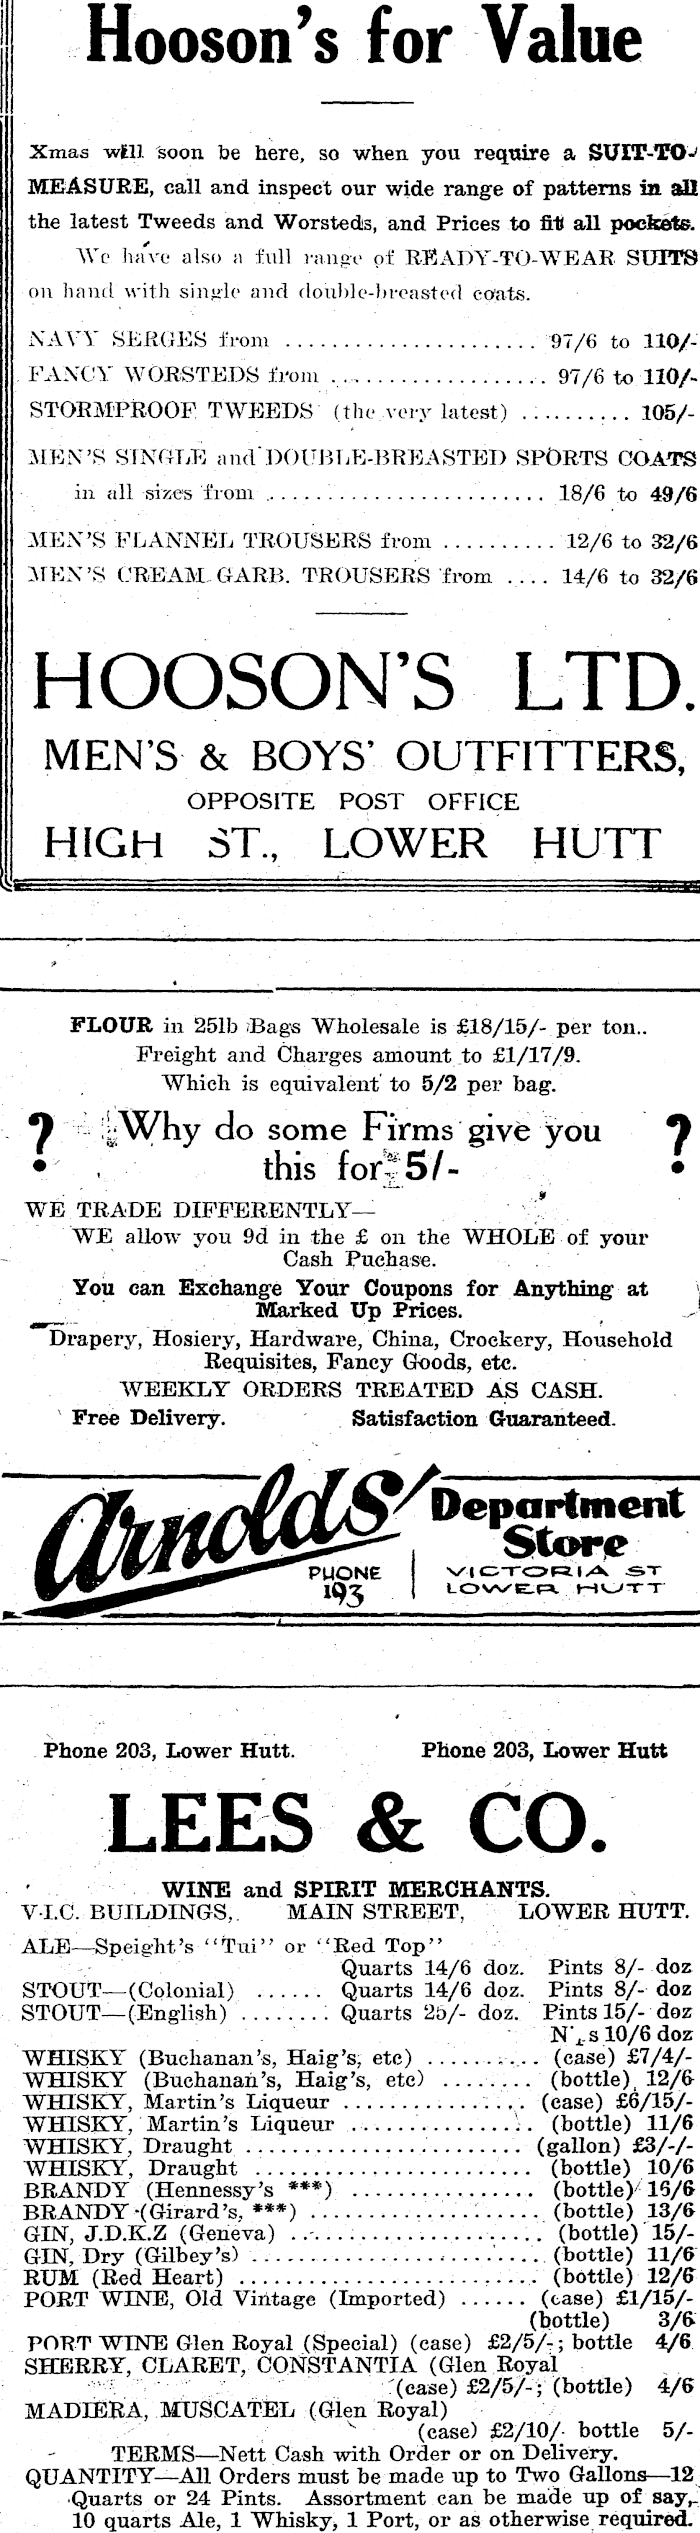 Hooson's for Value
Xmas will soon be here, so when you require a SUIT-TO-
MEASURE, call and inspect our wide range of patterns in all
the latest Tweeds and Worsteds, and Prices to fit all pockets.
We have also a full range of READY-TO-WEAR SUITS
on hand with single and double-breasted coats.
NAVY SERGES from ...................... 97/6 to 110/-
FANCY WORSTEDS from ................... 97/6 to 110/-
STORMPROOF TWEEDS (the very latest) .......... 105/-
MEN'S SINGLE and DOUBLE-BREASTED SPORTS COATS
in all sizes from ........................ 18/6 to 49/6
MEN'S FLANNEL TROUSERS from .......... 12/6 to 32/6
MEN'S CREAM GARB. TROUSERS from .... 14/6 to 32/6
HOOSON'S LTD.
MEN'S & BOYS' OUTFITTERS,
OPPOSITE POST OFFICE
HIGH ST., LOWER HUTT
FLOUR in 25lb Bags Wholesale is £18/15/- per ton..
Freight and Charges amount to £1/17/9.
Which is equivalent to 5/2 per bag.
? Why do some Firms give you ?
this for 5/-
WE TRADE DIFFERENTLY—
WE allow you 9d in the £ on the WHOLE of your
Cash Puchase.
You can Exchange Your Coupons for Anything at
Marked Up Prices.
Drapery, Hosiery, Hardware, China, Crockery, Household
Requisites, Fancy Goods, etc.
WEEKLY ORDERS TREATED AS CASH.
Free Delivery. Satisfaction Guaranteed.
Arnolds' Department
Store
PHONE
193
VICTORIA ST
LOWER HUTT
Phone 203, Lower Hutt. Phone 203, Lower Hutt
LEES & CO.
WINE and SPIRIT MERCHANTS.
V.I.C. BUILDINGS, MAIN STREET, LOWER HUTT.
ALE—Speight's "Tui" or "Red Top"
Quarts 14/6 doz. Pints 8/- doz
STOUT—(Colonial) ...... Quarts 14/6 doz. Pints 8/- doz
STOUT—(English) ........ Quarts 25/- doz. Pints 15/- doz
10/6 doz
WHISKY (Buchanan's, Haig's, etc) .......... (case) £7/4/-
WHISKY (Buchanan's, Haig's, etc) ........ (bottle) 12/6
WHISKY, Martin's Liqueur ................ (case) £6/15/-
WHISKY, Martin's Liqueur ................ (bottle) 11/6
WHISKY, Draught ........................ (gallon) £3/-/-
WHISKY, Draught ........................ (bottle) 10/6
BRANDY (Hennessy's ***) ................ (bottle) 16/6
BRANDY (Girard's, ***) .................... (bottle) 13/6
GIN, J.D.K.Z (Geneva) ...................... (bottle) 15/-
GIN, Dry (Gilbey's) ........................ (bottle) 11/6
RUM (Red Heart) .......................... (bottle) 12/6
PORT WINE, Old Vintage (Imported) ...... (case) £1/15/-
(bottle) 3/6
PORT WINE Glen Royal (Special) (case) £2/5/-; bottle 4/6
SHERRY, CLARET, CONSTANTIA (Glen Royal
(case) £2/5/-; (bottle) 4/6
MADIERA, MUSCATEL (Glen Royal)
(case) £2/10/- bottle 5/-
TERMS—Nett Cash with Order or on Delivery.
QUANTITY—All Orders must be made up to Two Gallons—12
Quarts or 24 Pints. Assortment can be made up of say,
10 quarts Ale, 1 Whisky, 1 Port, or as otherwise required.